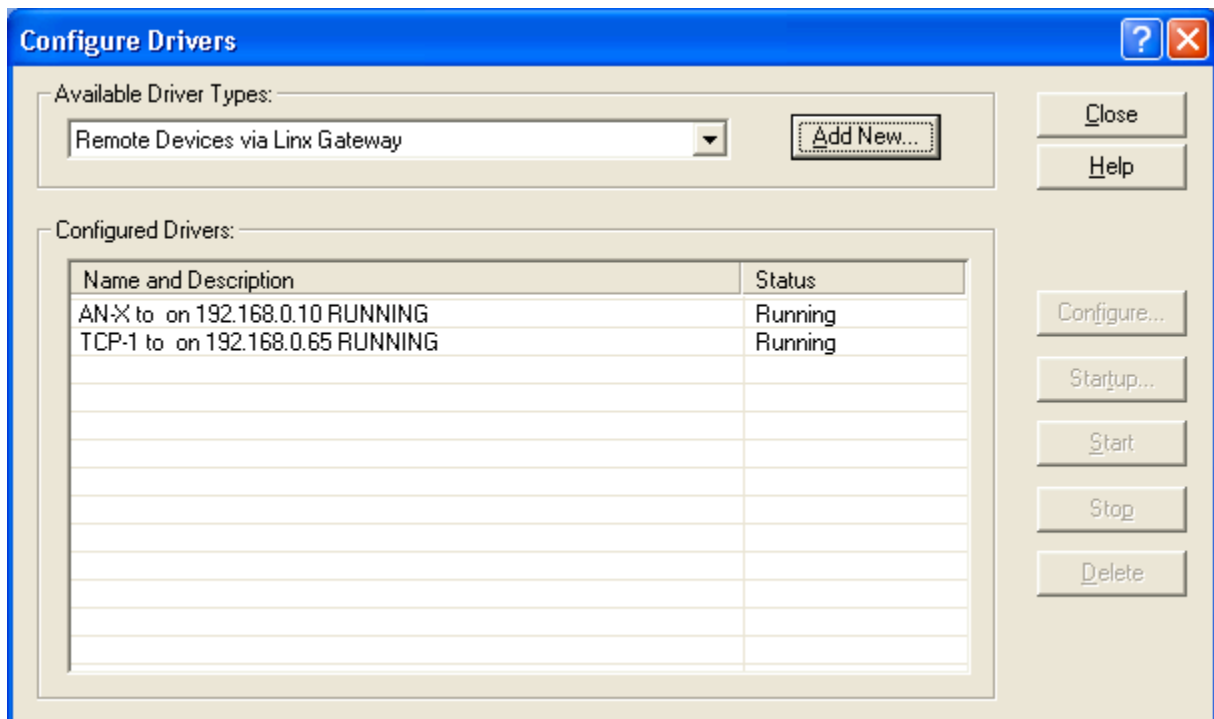 Configure Drivers
Available Driver Types:
Remote Devices via Linx Gateway
Add New...
Close
Help
Configured Drivers:
Name and Description Status
AN-X to on 192.168.0.10 RUNNING Running
TCP-1 to on 192.168.0.65 RUNNING Running
Configure...
Startup...
Start
Stop
Delete